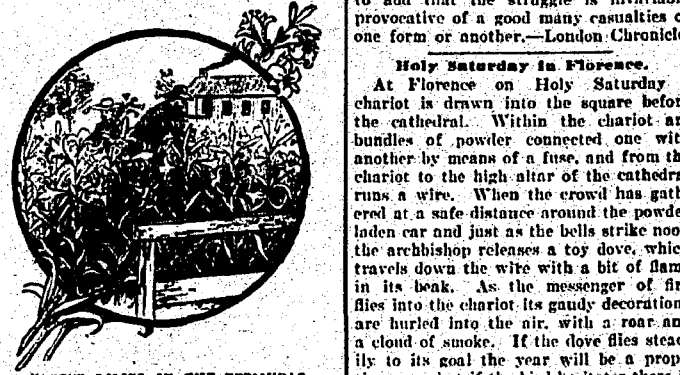 to add that the struggle is
provocative of a good many casualties
one form or another.—London Chronicle
Holy Saturday in Florence.
At Florence on Holy Saturday
chariot is drawn into the square befor
the cathedral. Within the chariot ar
bundles of powder connected one wit
another by means of a fuse, and from th
chariot to the high altar of the cathedra
runs a wire. When the crowd has gath
ered at a safe distance around the powde
laden car and just as the bells strike noo
the archbishop releases a toy dove, whic
travels down the wire with a bit of flam
in its beak. As the messenger of fir
flies into the chariot its gaudy decoration
are hurled into the air, with a roar an
a cloud of smoke. If the dove flies stead
ily to its goal the year will be a prop